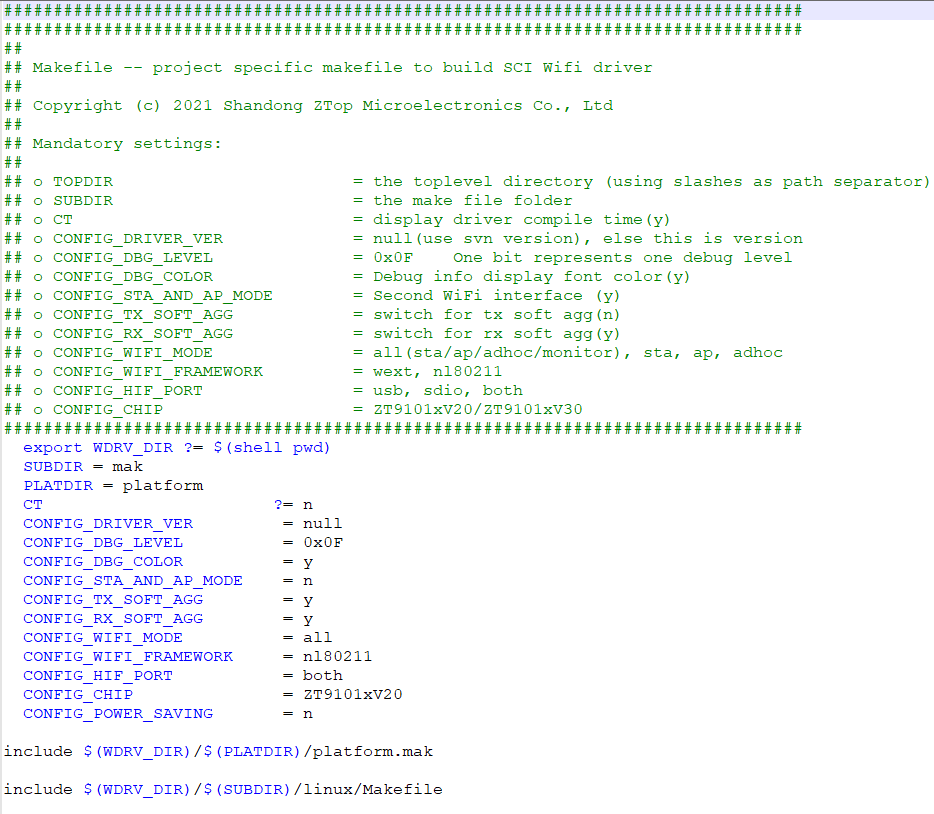 ################################################################################
################################################################################
##
## Makefile -- project specific makefile to build SCI Wifi driver
##
## Copyright (c) 2021 Shandong ZTop Microelectronics Co., Ltd
##
## Mandatory settings:
##
## o TOPDIR                        = the toplevel directory (using slashes as path separator)
## o SUBDIR                        = the make file folder
## o CT                            = display driver compile time(y)
## o CONFIG_DRIVER_VER             = null(use svn version), else this is version
## o CONFIG_DBG_LEVEL              = 0x0F    One bit represents one debug level
## o CONFIG_DBG_COLOR              = Debug info display font color(y)
## o CONFIG_STA_AND_AP_MODE        = Second WiFi interface (y)
## o CONFIG_TX_SOFT_AGG            = switch for tx soft agg(n)
## o CONFIG_RX_SOFT_AGG            = switch for rx soft agg(y)
## o CONFIG_WIFI_MODE              = all(sta/ap/adhoc/monitor), sta, ap, adhoc
## o CONFIG_WIFI_FRAMEWORK         = wext, nl80211
## o CONFIG_HIF_PORT               = usb, sdio, both
## o CONFIG_CHIP                   = ZT9101xV20/ZT9101xV30
################################################################################
  export WDRV_DIR ?= $(shell pwd)
  SUBDIR = mak
  PLATDIR = platform
  CT                       ?= n
  CONFIG_DRIVER_VER         = null
  CONFIG_DBG_LEVEL          = 0x0F
  CONFIG_DBG_COLOR          = y
  CONFIG_STA_AND_AP_MODE    = n
  CONFIG_TX_SOFT_AGG        = y
  CONFIG_RX_SOFT_AGG        = y
  CONFIG_WIFI_MODE          = all
  CONFIG_WIFI_FRAMEWORK     = nl80211
  CONFIG_HIF_PORT           = both
  CONFIG_CHIP               = ZT9101xV20
  CONFIG_POWER_SAVING       = n

include $(WDRV_DIR)/$(PLATDIR)/platform.mak

include $(WDRV_DIR)/$(SUBDIR)/linux/Makefile